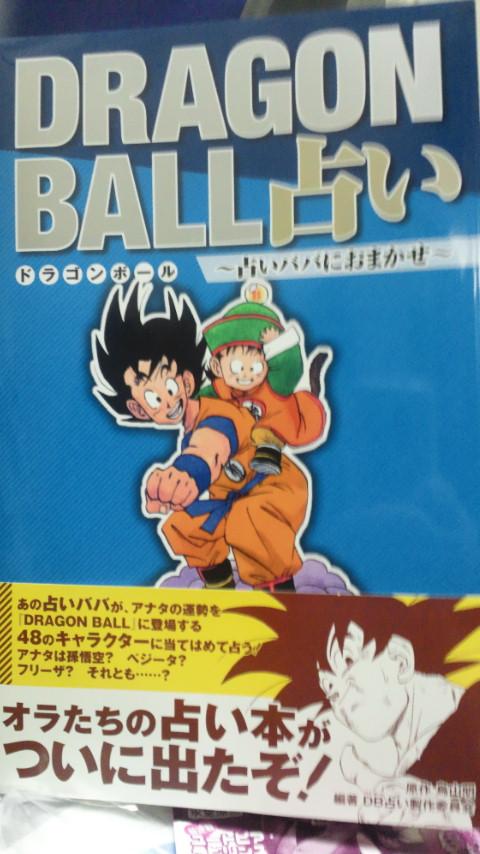 DRAGON
BALL占い
ドラゴンボール
～占いババにおまかせ～
あの占いババが、アナタの運勢を
『DRAGON BALL』に登場する
48のキャラクターに当てはめて占う!
アナタは孫悟空? ベジータ?
フリーザ? それとも……?
オラたちの占い本が
ついに出たぞ!
原作 鳥山明
編著 DB占い製作委員会